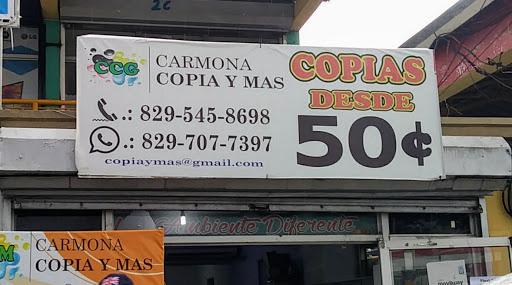 CCG
CARMONA
COPIA Y MAS
.: 829-545-8698
.: 829-707-7397
copiaymas@gmail.com
COPIAS
DESDE
50¢
Ambiente Diferente
M
CARMONA
COPIA Y MAS
LG